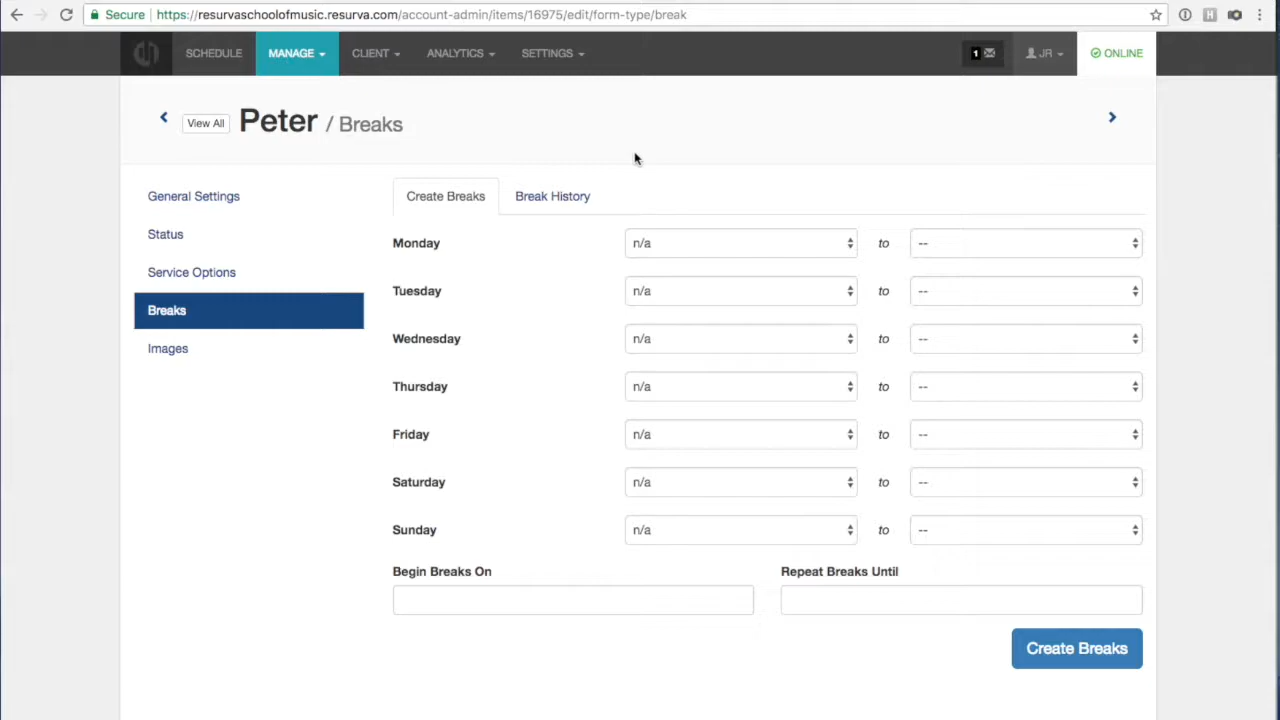 Secure https://resurvaschoolofmusic.resurva.com/account-admin/items/16975/edit/form-type/break
H
SCHEDULE MANAGE CLIENT ANALYTICS SETTINGS 1 JR ONLINE
View All Peter / Breaks
General Settings
Status
Service Options
Breaks
Images
Create Breaks Break History
Monday n/a to --
Tuesday n/a to --
Wednesday n/a to --
Thursday n/a to --
Friday n/a to --
Saturday n/a to --
Sunday n/a to --
Begin Breaks On Repeat Breaks Until
Create Breaks